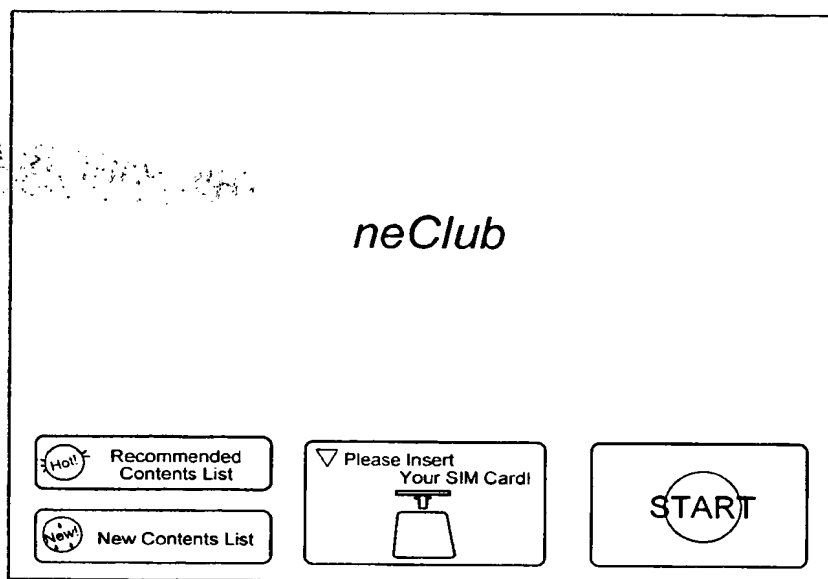 neClub
Hot!
Recommended
Contents List
New!
New Contents List
▽ Please Insert
Your SIM Card!
START